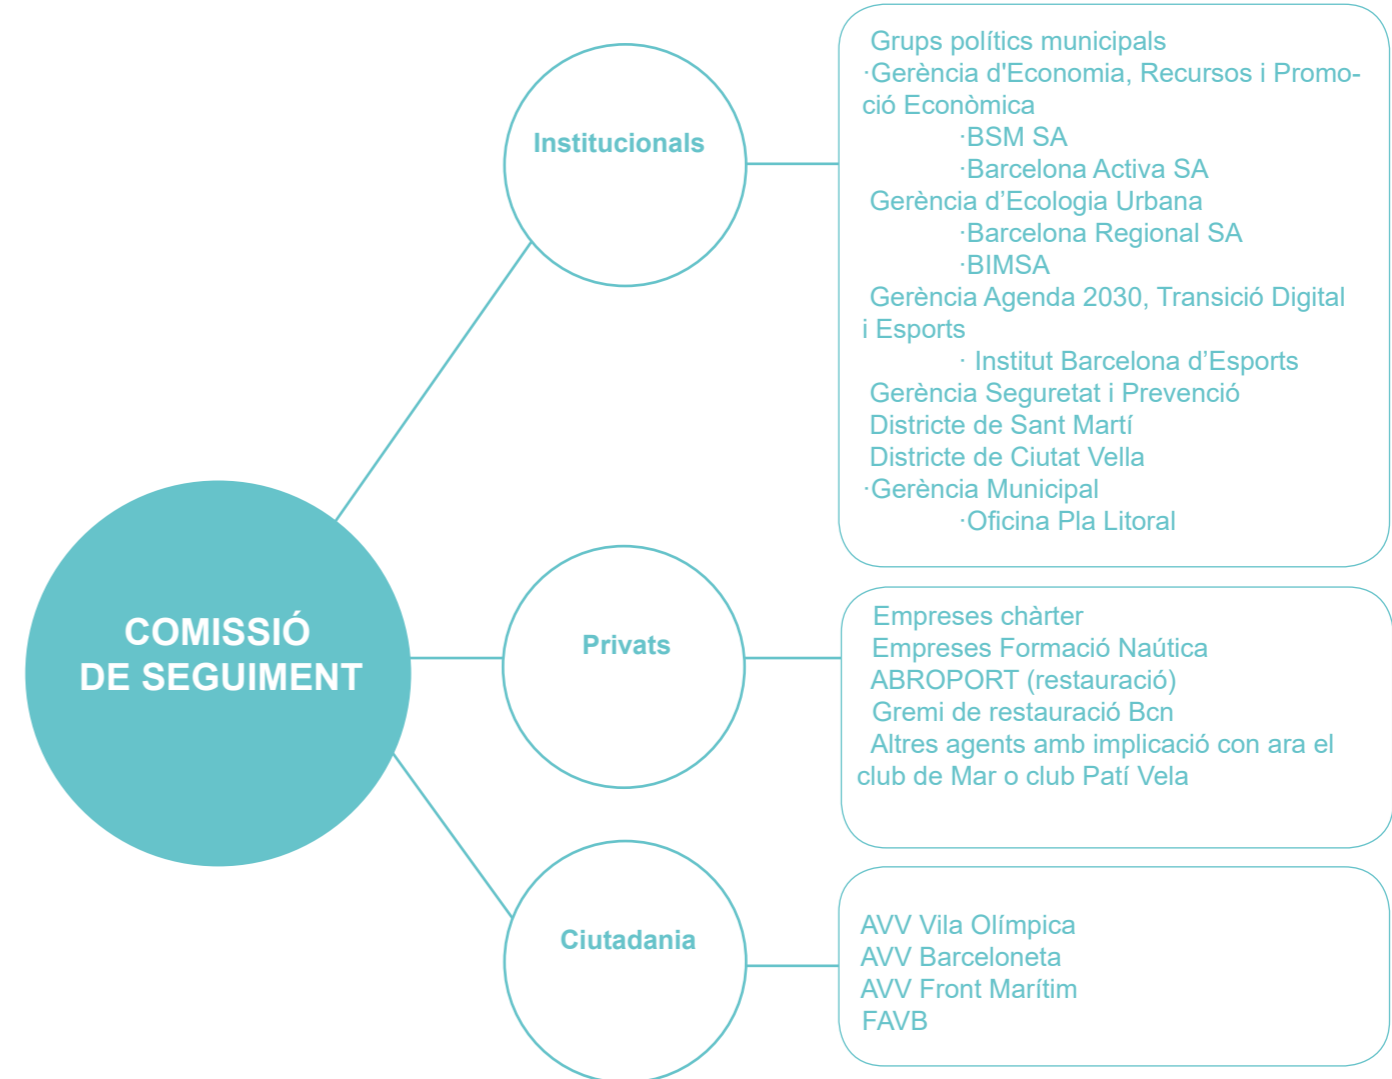 COMISSIÓ
DE SEGUIMENT
Institucionals
Grups polítics municipals
·Gerència d'Economia, Recursos i Promo-
ció Econòmica
·BSM SA
·Barcelona Activa SA
Gerència d’Ecologia Urbana
·Barcelona Regional SA
·BIMSA
Gerència Agenda 2030, Transició Digital
i Esports
· Institut Barcelona d’Esports
Gerència Seguretat i Prevenció
Districte de Sant Martí
Districte de Ciutat Vella
·Gerència Municipal
·Oficina Pla Litoral
Privats
Empreses chàrter
Empreses Formació Naútica
ABROPORT (restauració)
Gremi de restauració Bcn
Altres agents amb implicació con ara el
club de Mar o club Patí Vela
Ciutadania
AVV Vila Olímpica
AVV Barceloneta
AVV Front Marítim
FAVB